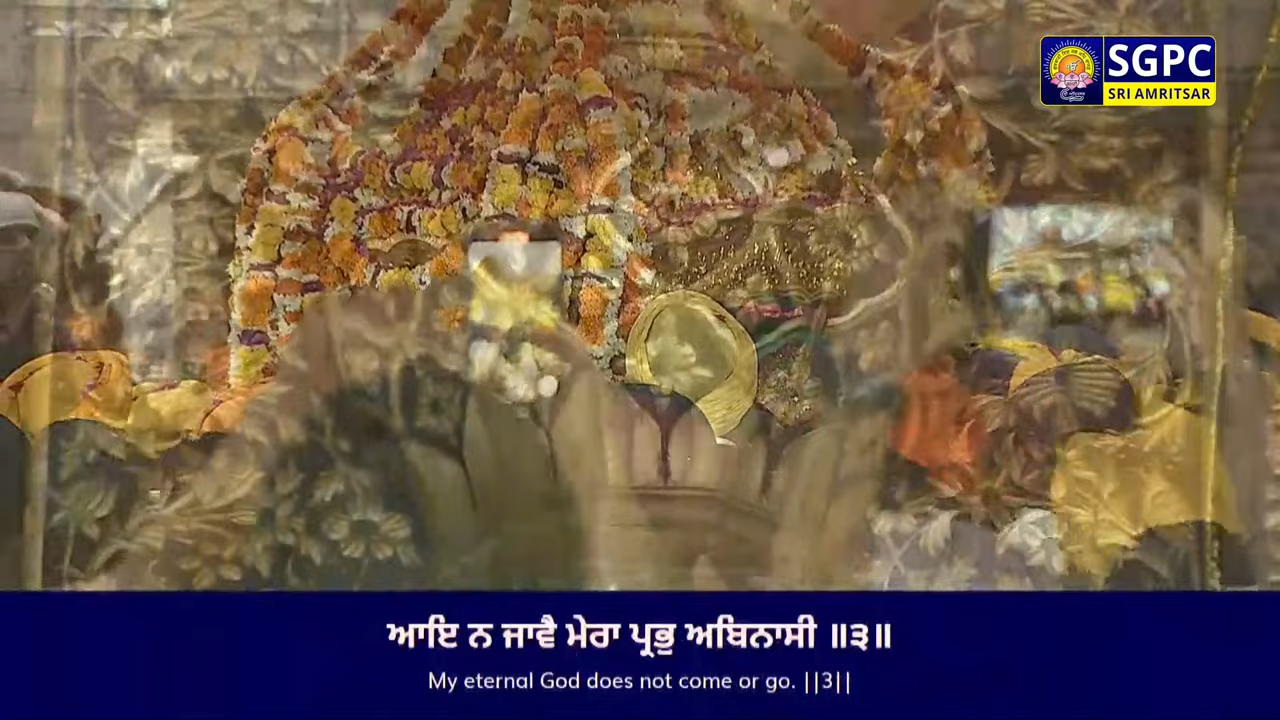 SGPC
SRI AMRITSAR
ਆਇ ਨ ਜਾਵੈ ਮੇਰਾ ਪ੍ਰਭੁ ਅਬਿਨਾਸੀ ॥੩॥
My eternal God does not come or go. ||3||